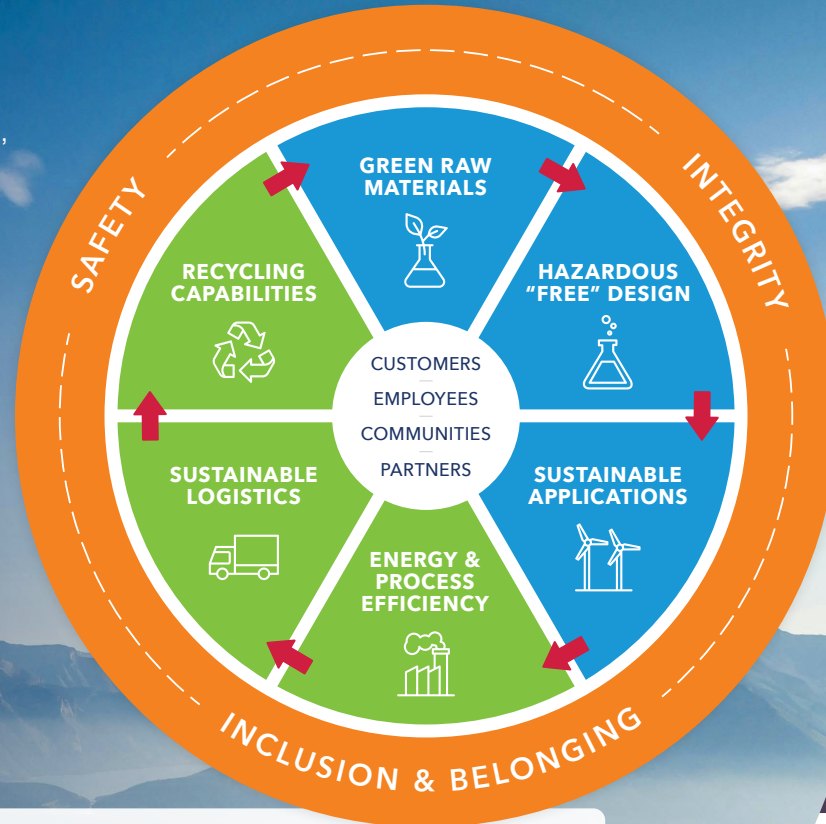 ,
SAFETY
INTEGRITY
INCLUSION & BELONGING
GREEN RAW
MATERIALS
HAZARDOUS
"FREE" DESIGN
SUSTAINABLE
APPLICATIONS
ENERGY &
PROCESS
EFFICIENCY
SUSTAINABLE
LOGISTICS
RECYCLING
CAPABILITIES
CUSTOMERS
EMPLOYEES
COMMUNITIES
PARTNERS